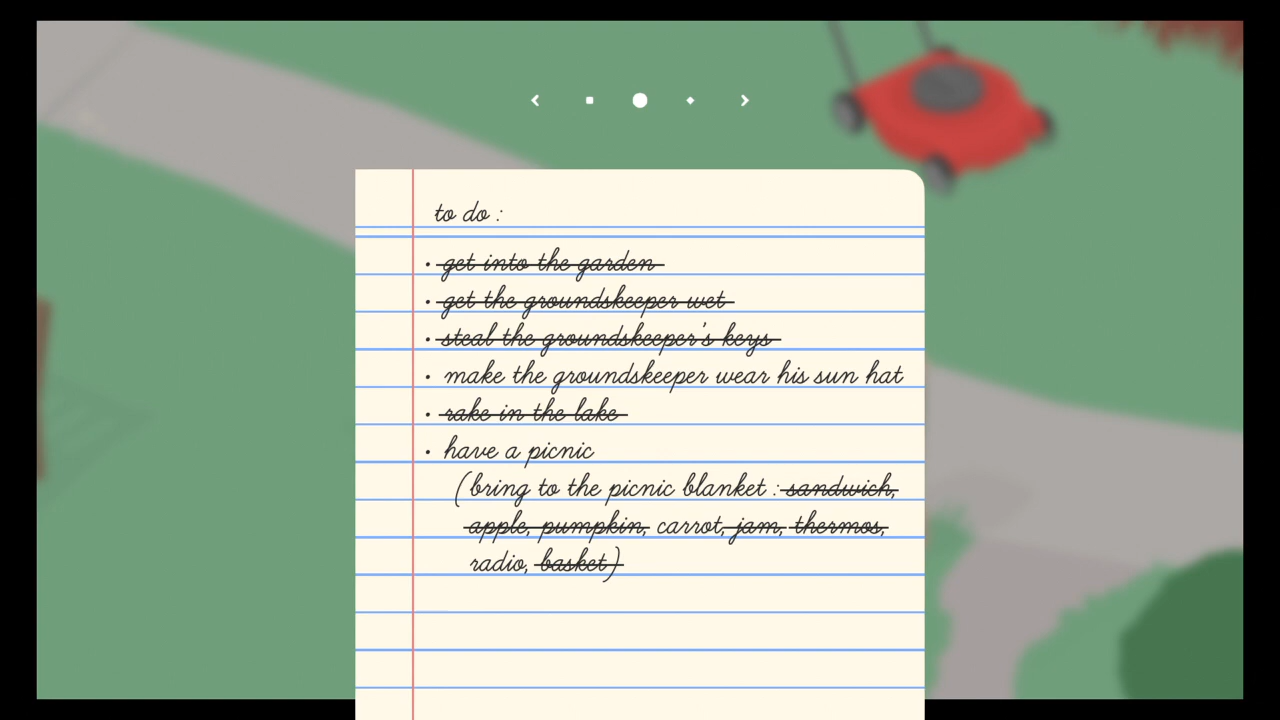 to do :
• get into the garden
• get the groundskeeper wet
• steal the groundskeeper's keys
• make the groundskeeper wear his sun hat
• rake in the lake
• have a picnic
(bring to the picnic blanket : sandwich,
apple, pumpkin, carrot, jam, thermos,
radio, basket)